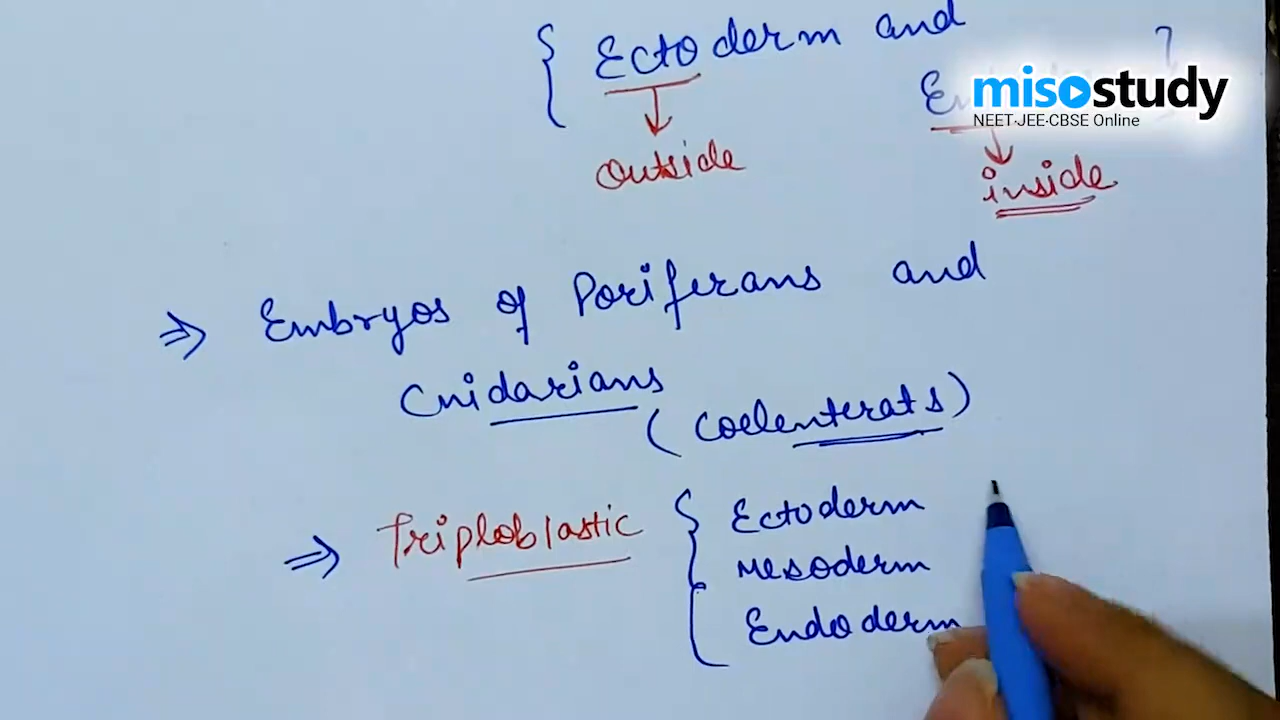 { Ectoderm and
misostudy
NEET-JEE-CBSE Online
outside
inside
⇒ Embryos of Poriferans and
Cnidarians
(Coelenterats)
⇒ Triploblastic { Ectoderm
Mesoderm
Endoderm